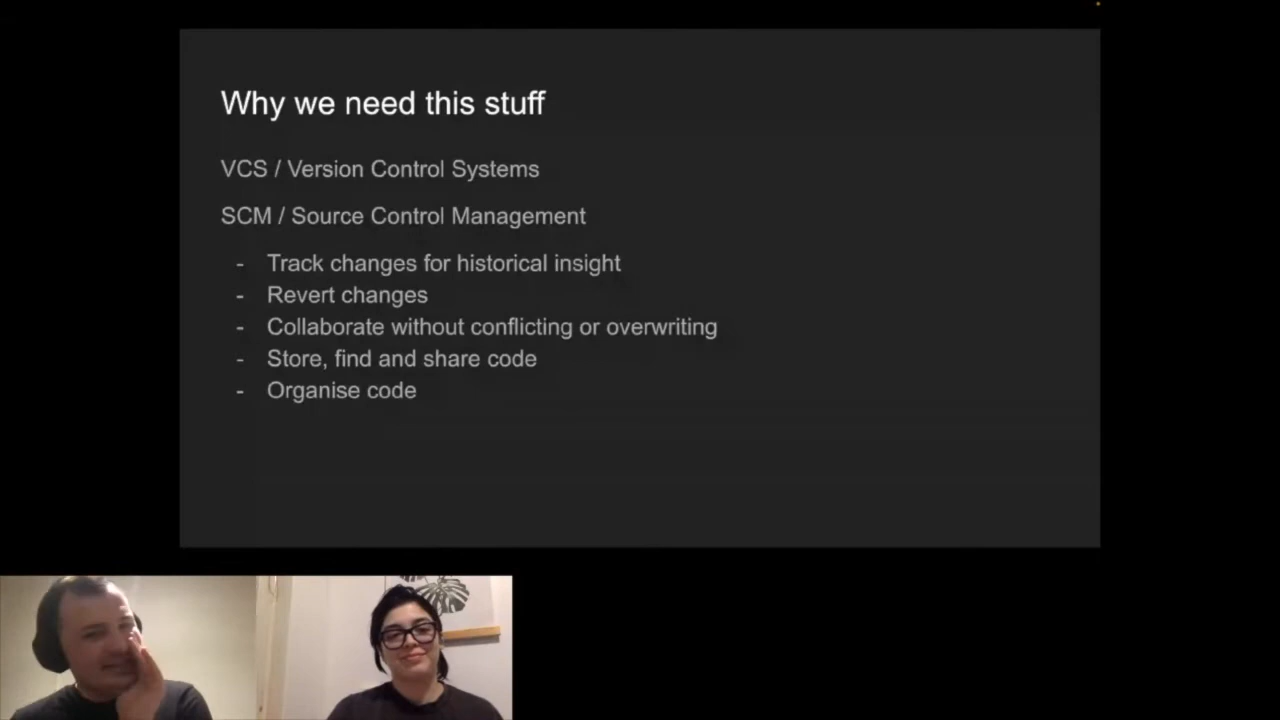 Why we need this stuff
VCS / Version Control Systems
SCM / Source Control Management
- Track changes for historical insight
- Revert changes
- Collaborate without conflicting or overwriting
- Store, find and share code
- Organise code